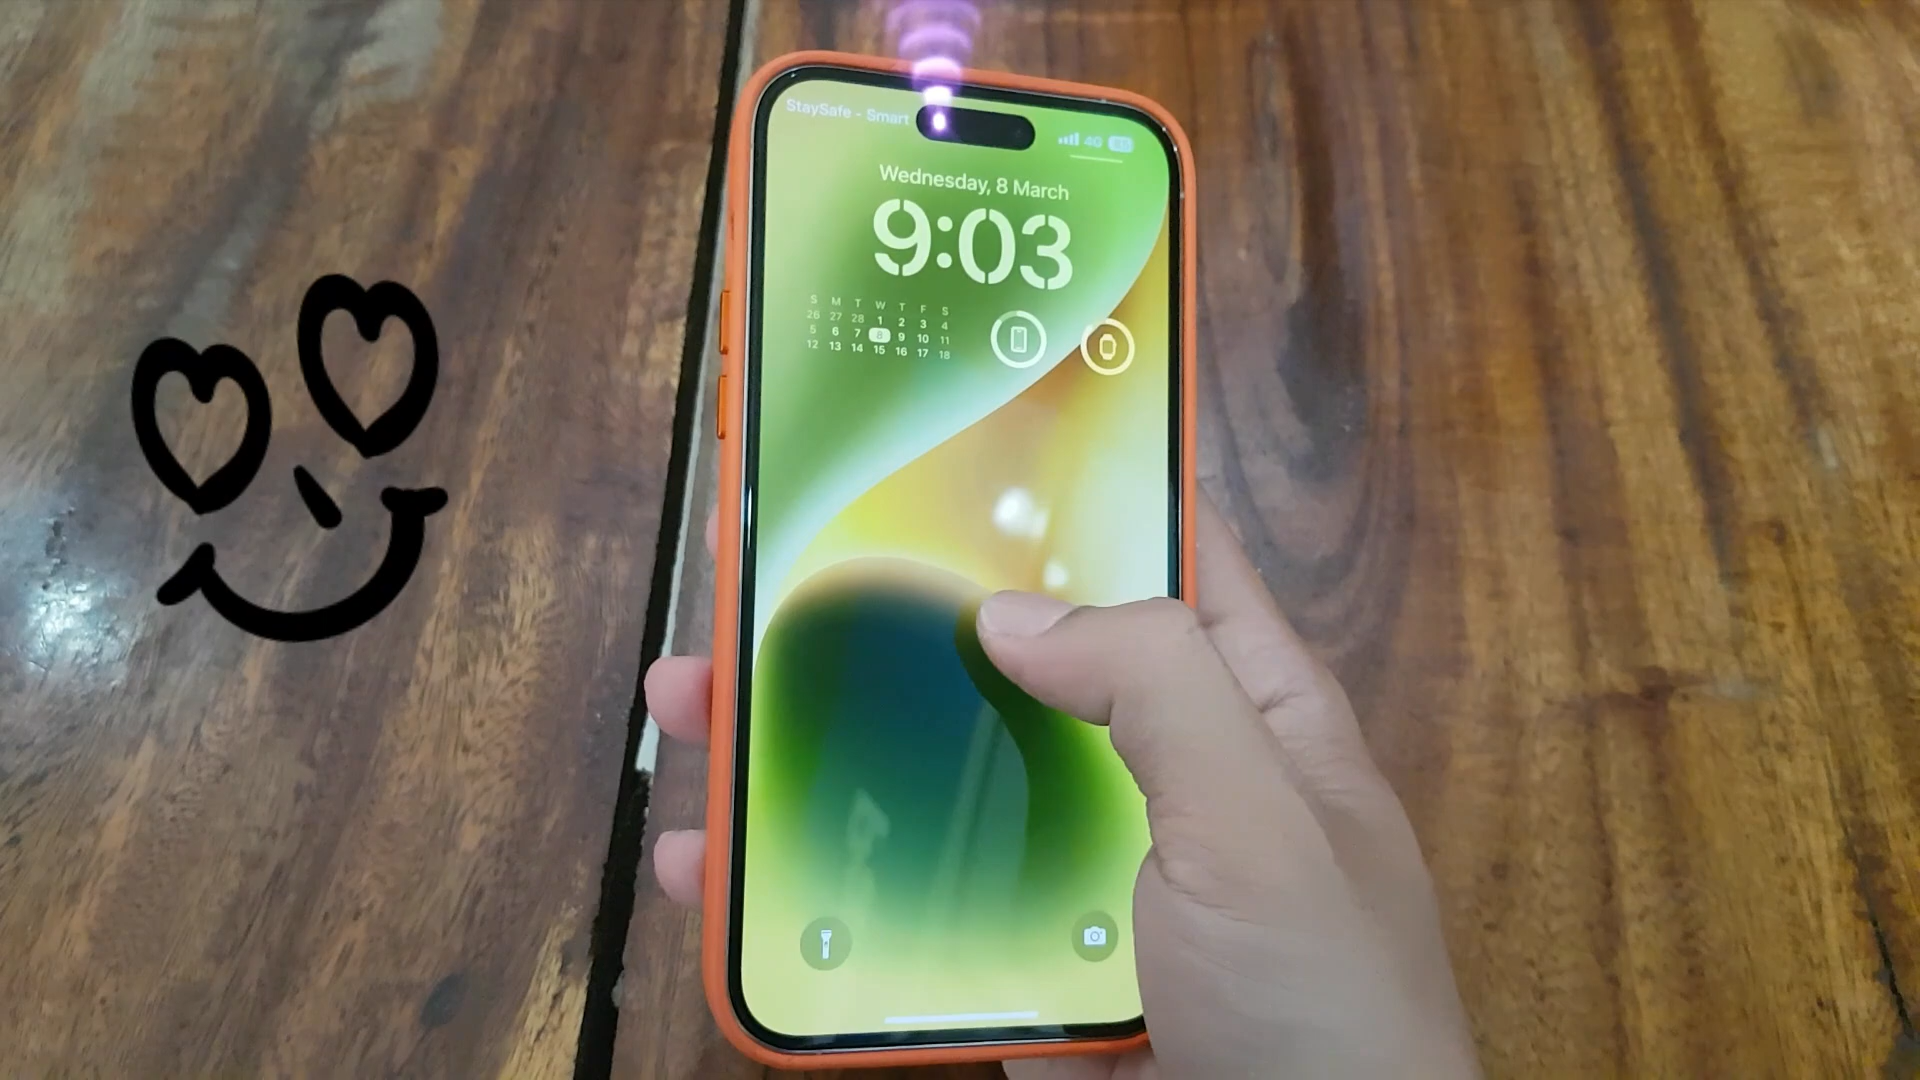 StaySafe - Smart
4G
Wednesday, 8 March
9:03
S M T W T F S
26 27 28 1 2 3 4
5 6 7 8 9 10 11
12 13 14 15 16 17 18